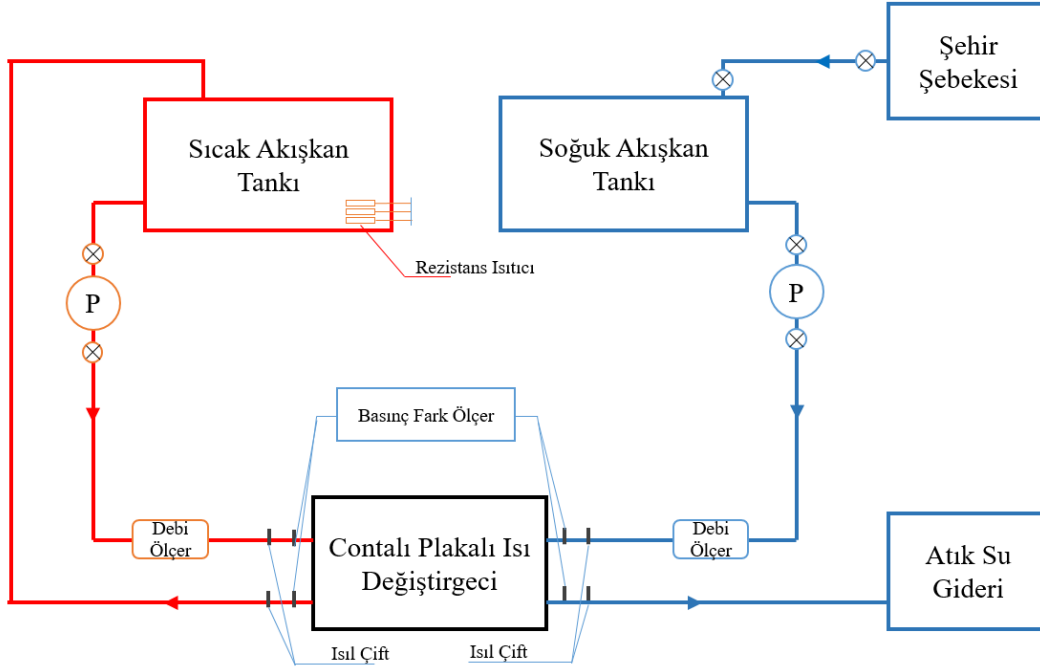 Şehir
Şebekesi
Sıcak Akışkan
Tankı
Soğuk Akışkan
Tankı
Rezistans Isıtıcı
P
P
Basınç Fark Ölçer
Debi
Ölçer
Contalı Plakalı Isı
Değiştirgeci
Debi
Ölçer
Atık Su
Gideri
Isıl Çift
Isıl Çift